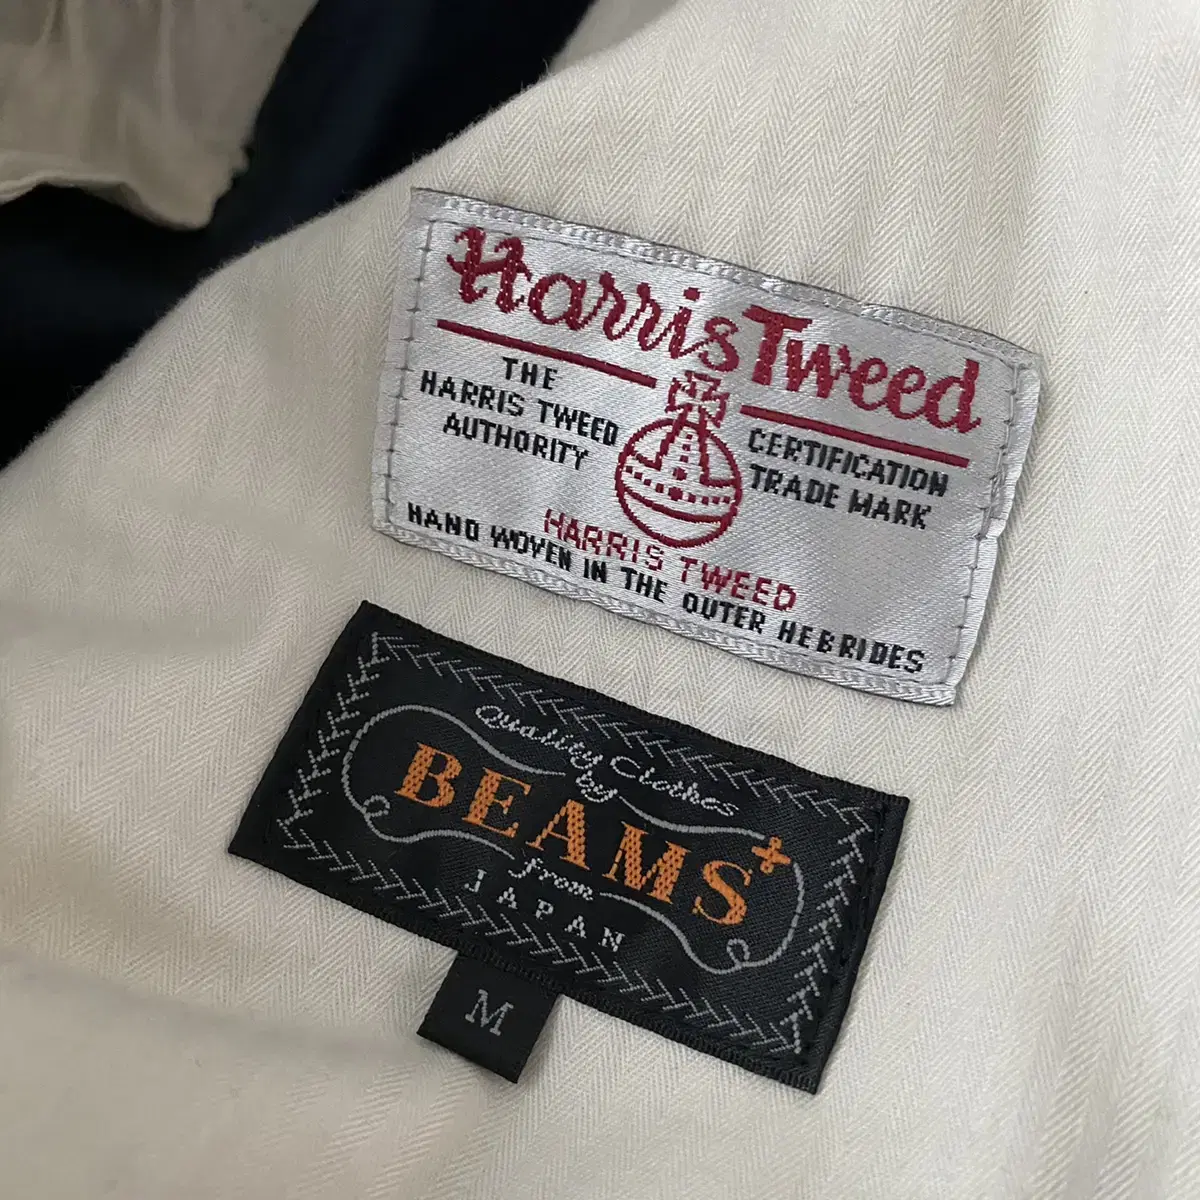 Harris Tweed
THE
HARRIS TWEED
AUTHORITY
CERTIFICATION
TRADE MARK
HARRIS TWEED
HAND WOVEN IN THE OUTER HEBRIDES
Quality Clothes
by
BEAMS+
from
JAPAN
M